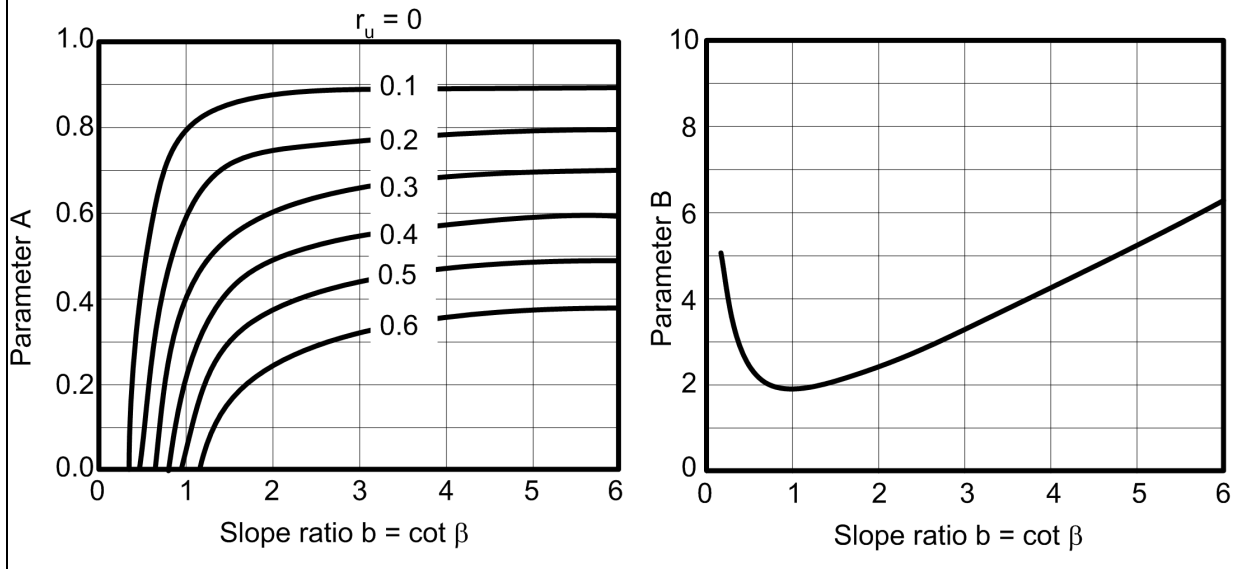 r_u = 0
1.0
0.8
0.6
0.4
0.2
0.0
Parameter A
0.1
0.2
0.3
0.4
0.5
0.6
0 1 2 3 4 5 6
Slope ratio b = cot β
10
8
6
4
2
0
Parameter B
0 1 2 3 4 5 6
Slope ratio b = cot β